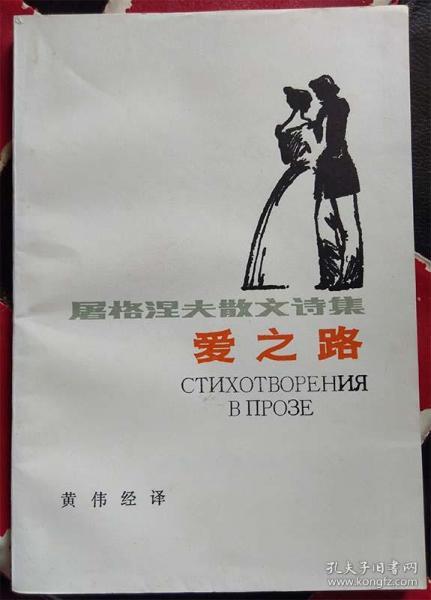 屠格涅夫散文诗集
爱之路
СТИХОТВОРЕНИЯ
В ПРОЗЕ
黄伟经译
孔夫子旧书网
www.kongfz.com